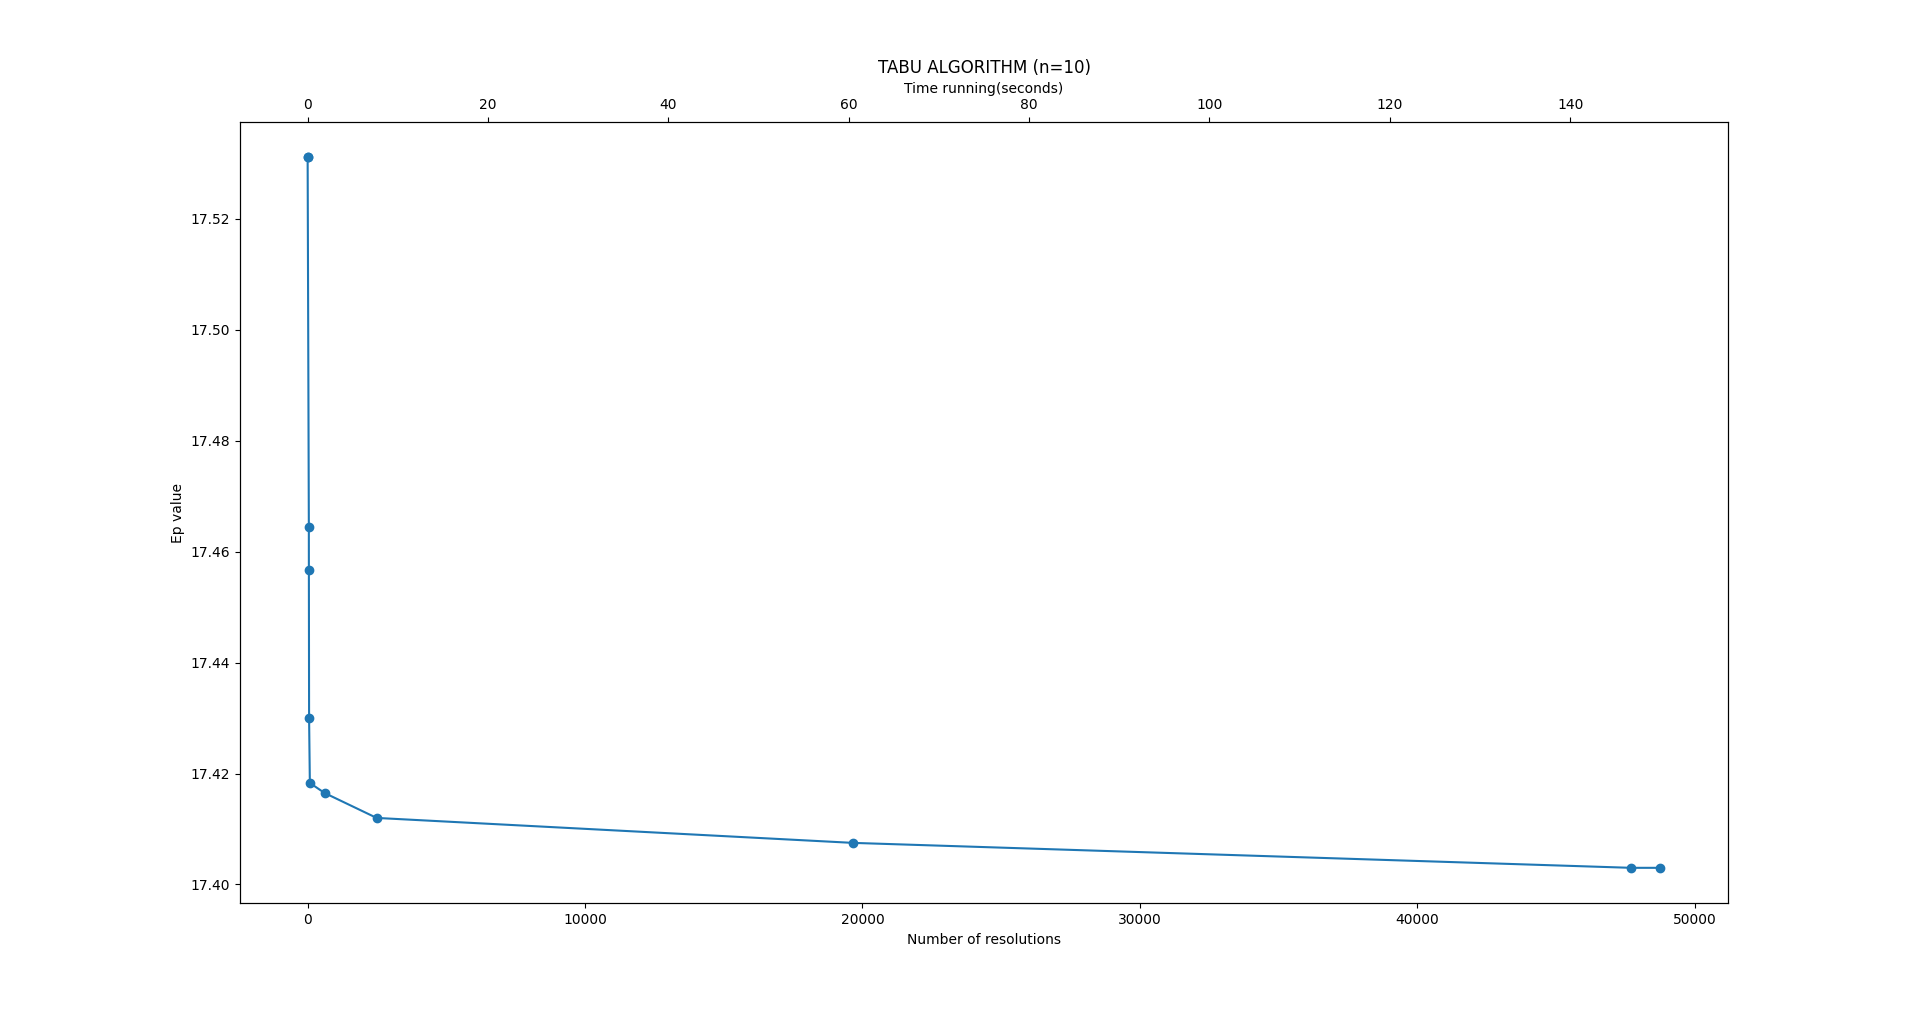 TABU ALGORITHM (n=10)
Time running(seconds)
0 20 40 60 80 100 120 140
17.52
17.50
17.48
17.46
17.44
17.42
17.40
Ep value
0 10000 20000 30000 40000 50000
Number of resolutions